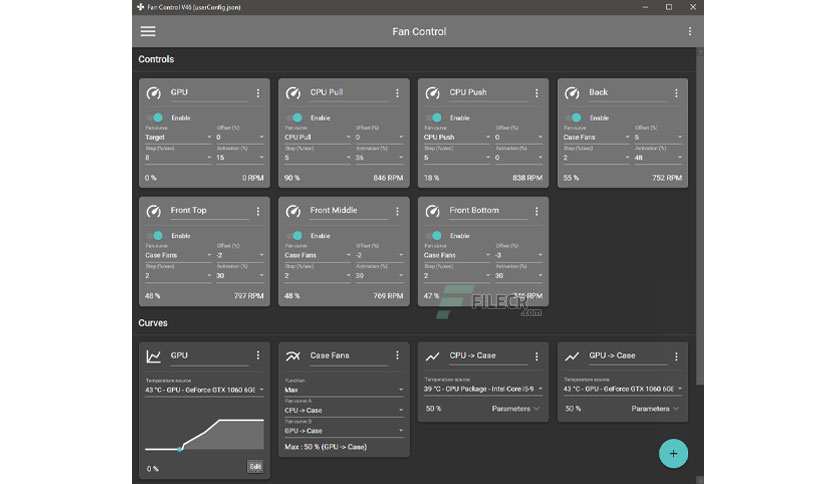 Fan Control V46 (userConfig.json)
Fan Control
Controls
GPU
Enable
Fan curve Offset (%)
Target 0
Step (%/sec) Activation (%)
8 15
0 % 0 RPM
CPU Pull
Enable
Fan curve Offset (%)
CPU Pull 0
Step (%/sec) Activation (%)
5 36
90 % 846 RPM
CPU Push
Enable
Fan curve Offset (%)
CPU Push 0
Step (%/sec) Activation (%)
5 0
18 % 838 RPM
Back
Enable
Fan curve Offset (%)
Case Fans 5
Step (%/sec) Activation (%)
2 48
55 % 752 RPM
Front Top
Enable
Fan curve Offset (%)
Case Fans -2
Step (%/sec) Activation (%)
2 30
48 % 797 RPM
Front Middle
Enable
Fan curve Offset (%)
Case Fans -2
Step (%/sec) Activation (%)
2 30
48 % 769 RPM
Front Bottom
Enable
Fan curve Offset (%)
Case Fans -3
Step (%/sec) Activation (%)
2 30
47 % RPM
FILECR
.com
Curves
GPU
Temperature source
43 °C - GPU - GeForce GTX 1060 6GB
0 %
Edit
Case Fans
Function
Max
Fan curve A
CPU -> Case
Fan curve B
GPU -> Case
Max : 50 % (GPU -> Case)
CPU -> Case
Temperature source
39 °C - CPU Package - Intel Core i5-9
50 % Parameters
GPU -> Case
Temperature source
43 °C - GPU - GeForce GTX 1060 6GB
50 % Parameters
+